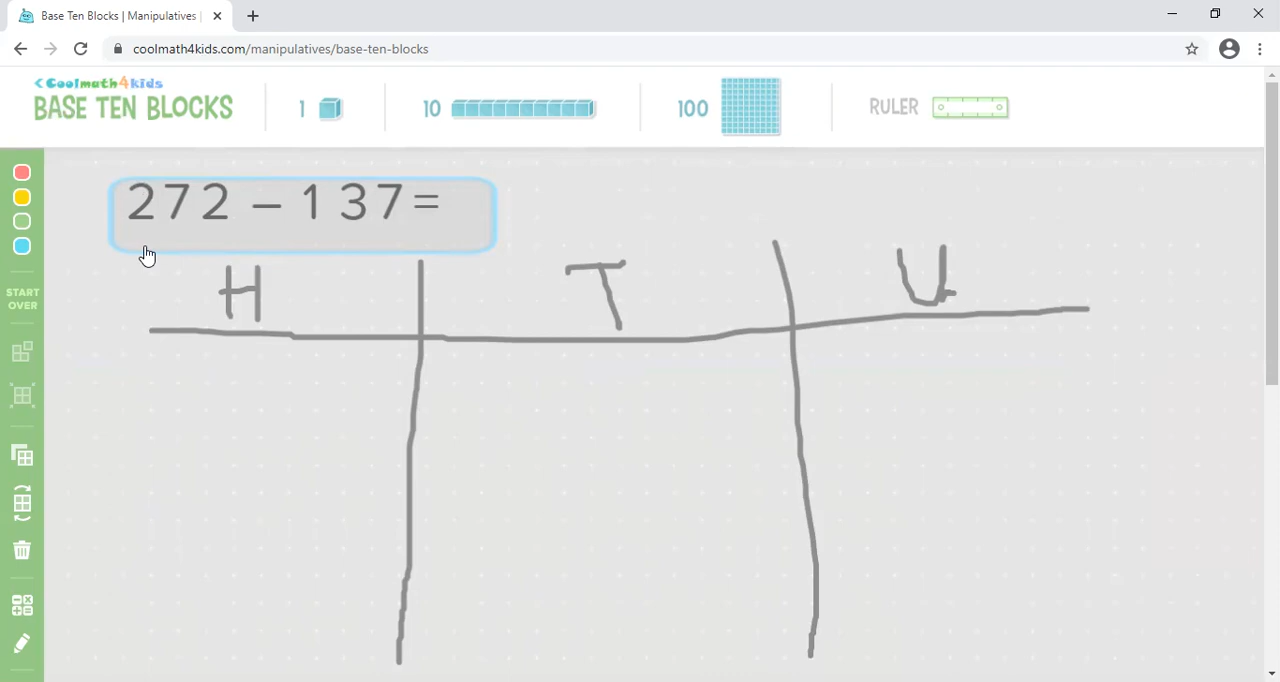 Base Ten Blocks | Manipulatives |
coolmath4kids.com/manipulatives/base-ten-blocks
Coolmath4kids
BASE TEN BLOCKS
1
10
100
RULER
START
OVER
272 – 137 =
H T U